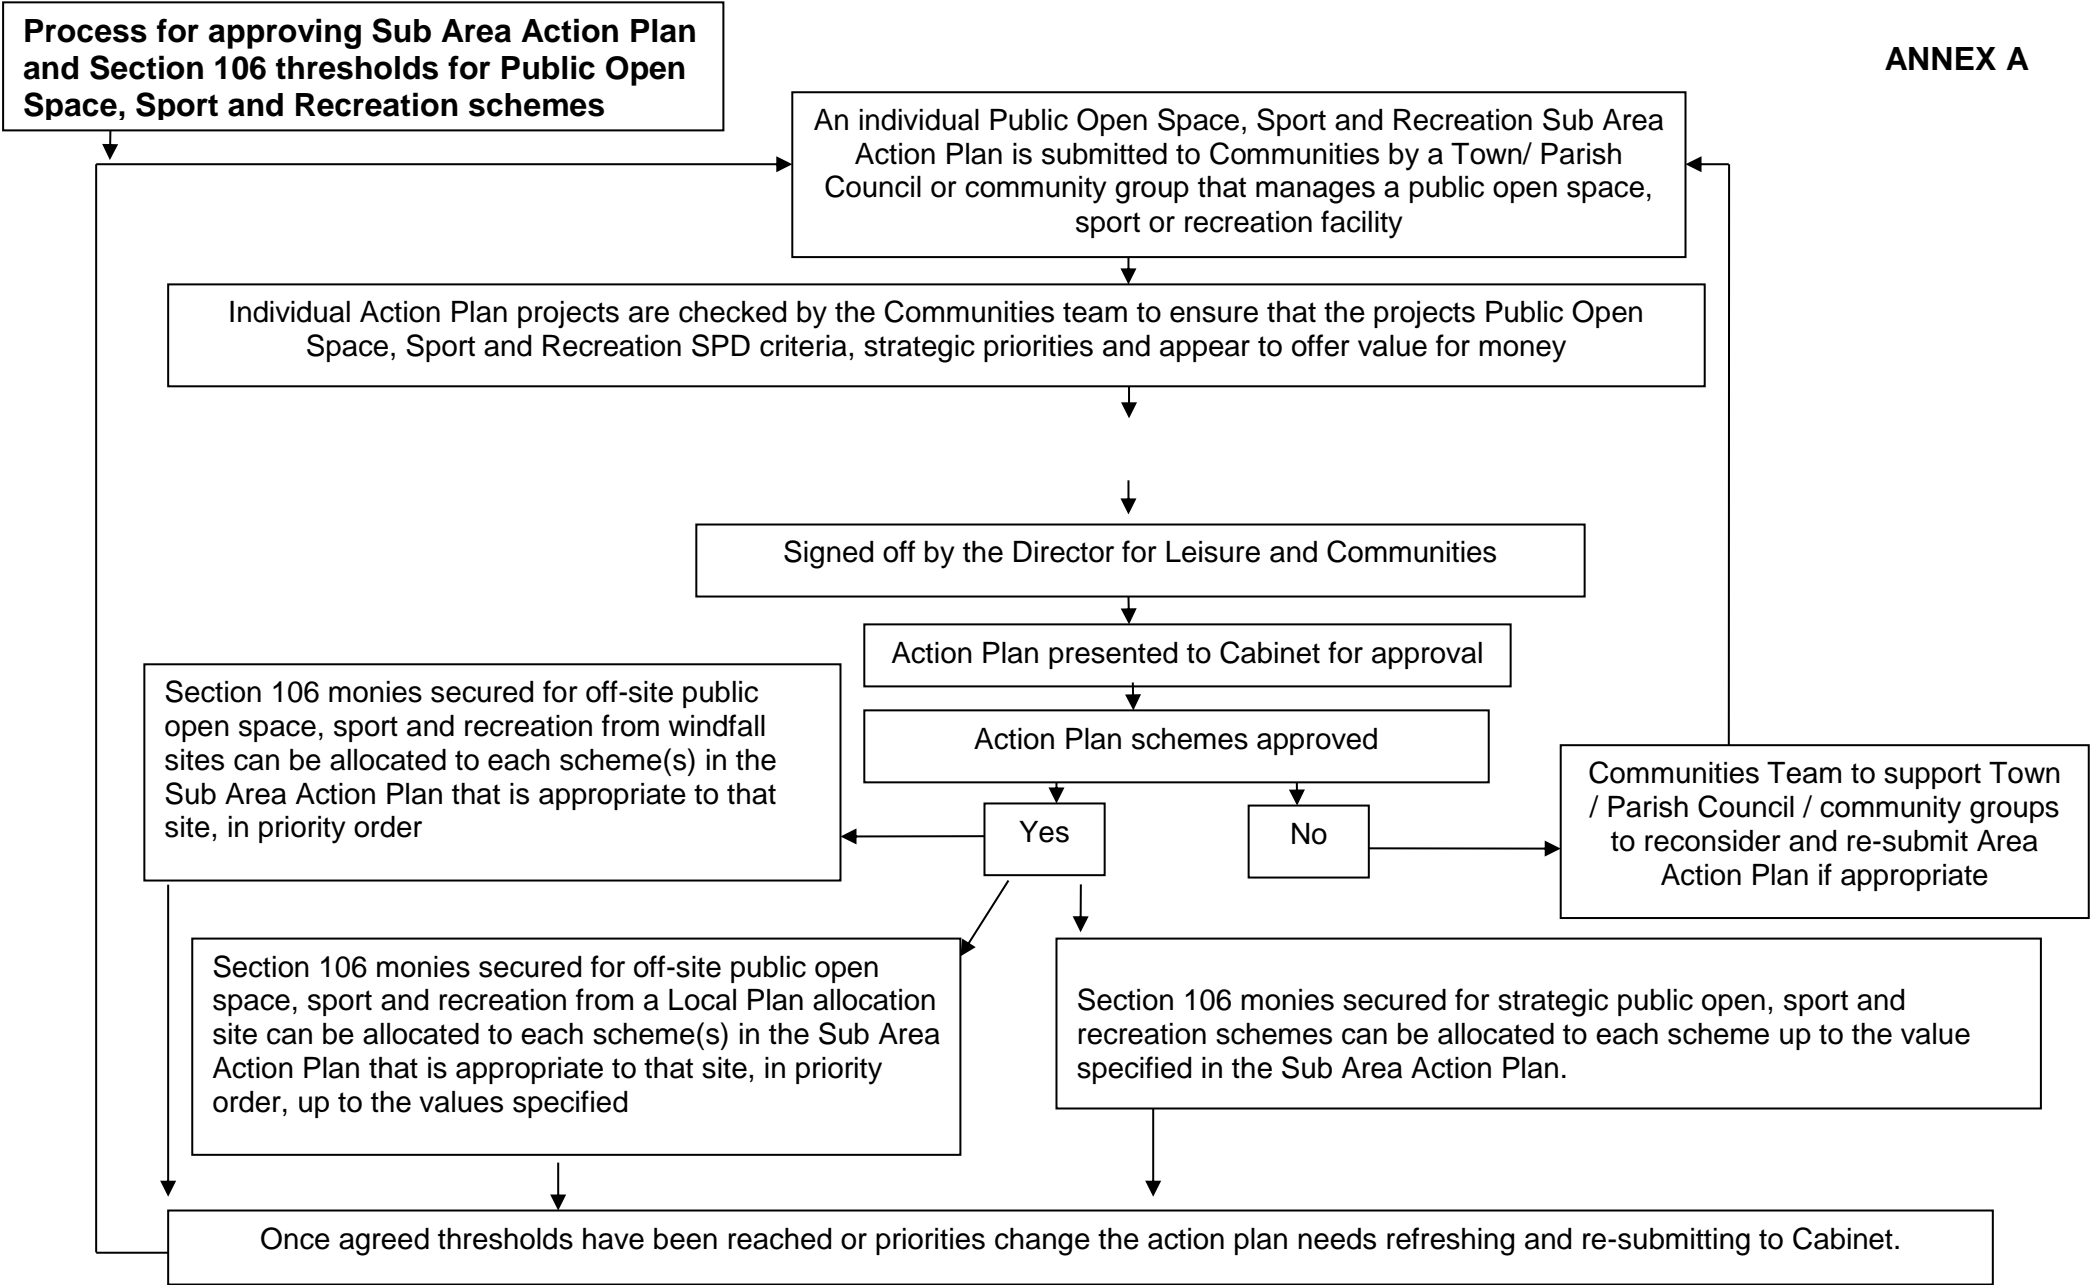 Process for approving Sub Area Action Plan
and Section 106 thresholds for Public Open
Space, Sport and Recreation schemes
ANNEX A
An individual Public Open Space, Sport and Recreation Sub Area
Action Plan is submitted to Communities by a Town/ Parish
Council or community group that manages a public open space,
sport or recreation facility
Individual Action Plan projects are checked by the Communities team to ensure that the projects Public Open
Space, Sport and Recreation SPD criteria, strategic priorities and appear to offer value for money
Signed off by the Director for Leisure and Communities
Action Plan presented to Cabinet for approval
Action Plan schemes approved
Yes
No
Section 106 monies secured for off-site public
open space, sport and recreation from windfall
sites can be allocated to each scheme(s) in the
Sub Area Action Plan that is appropriate to that
site, in priority order
Communities Team to support Town
/ Parish Council / community groups
to reconsider and re-submit Area
Action Plan if appropriate
Section 106 monies secured for off-site public open
space, sport and recreation from a Local Plan allocation
site can be allocated to each scheme(s) in the Sub Area
Action Plan that is appropriate to that site, in priority
order, up to the values specified
Section 106 monies secured for strategic public open, sport and
recreation schemes can be allocated to each scheme up to the value
specified in the Sub Area Action Plan.
Once agreed thresholds have been reached or priorities change the action plan needs refreshing and re-submitting to Cabinet.